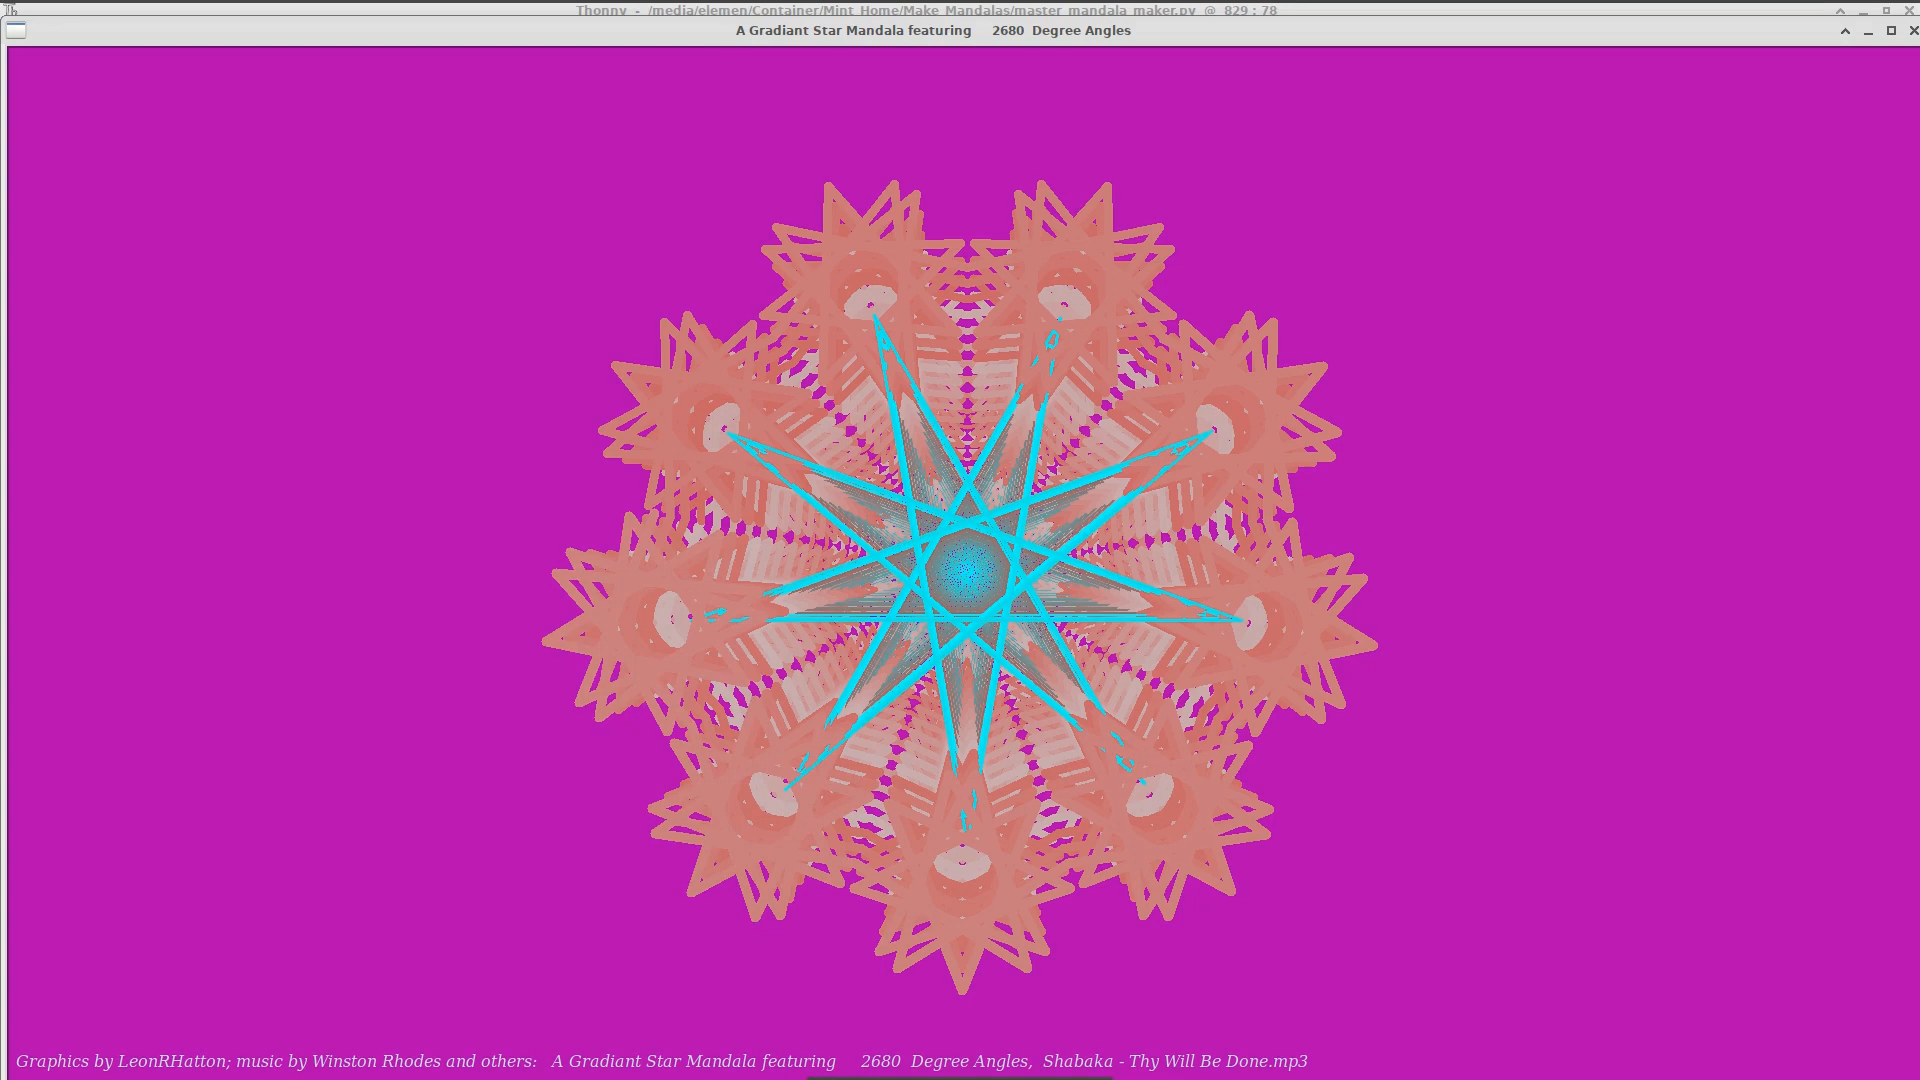 Thonny - /media/elemen/Container/Mint_Home/Make_Mandalas/master_mandala_maker.py @ 829 : 78
A Gradiant Star Mandala featuring 2680 Degree Angles
Graphics by LeonRHatton; music by Winston Rhodes and others: A Gradiant Star Mandala featuring 2680 Degree Angles, Shabaka - Thy Will Be Done.mp3